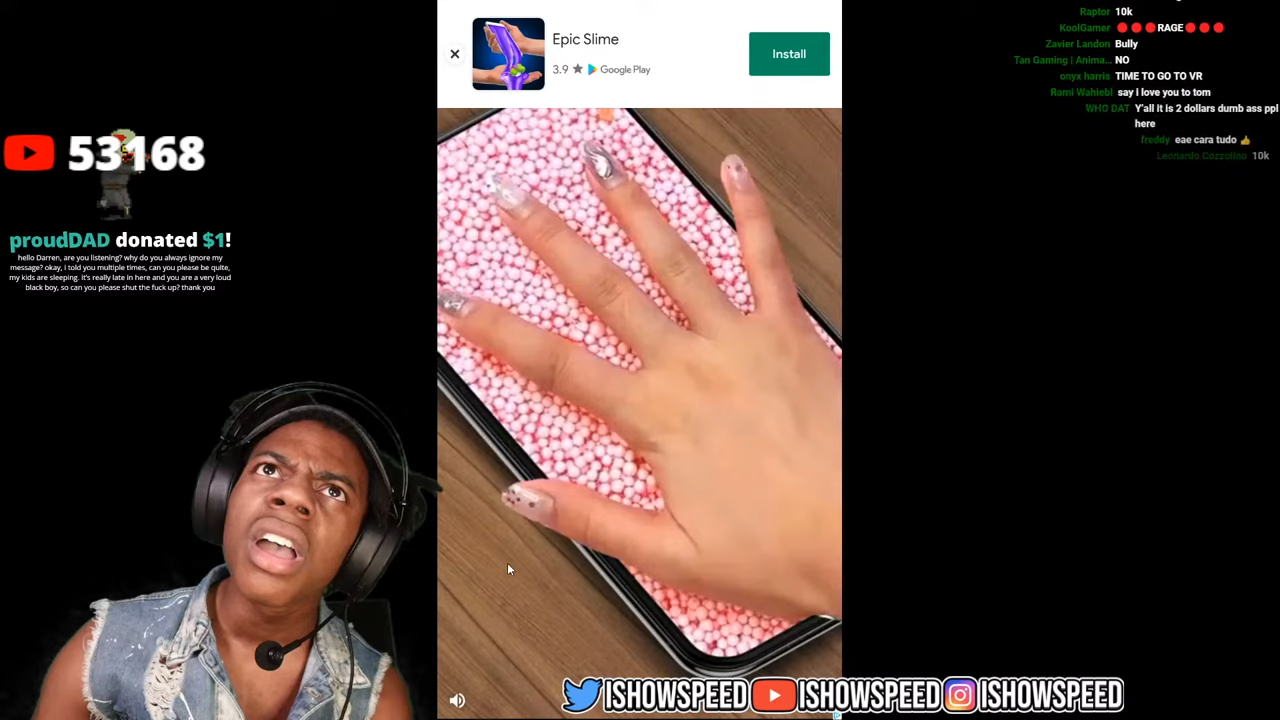 Epic Slime
3.9 ★ Google Play
Install
53168
proudDAD donated $1!
hello Darren, are you listening? why do you always ignore my
message? okay, I told you multiple times, can you please be quite,
my kids are sleeping. it's really late in here and you are a very loud
black boy, so can you please shut the fuck up? thank you
Raptor 10k
KoolGamer 🔴🔴🔴RAGE🔴🔴🔴
Zavier Landon Bully
Tan Gaming | Anima... NO
onyx harris TIME TO GO TO VR
Rami Wahiebi say i love you to tom
WHO DAT Y'all it is 2 dollars dumb ass ppl
here
freddy eae cara tudo 👍
Leonardo Cozzolino 10k
ISHOWSPEED ISHOWSPEED ISHOWSPEED